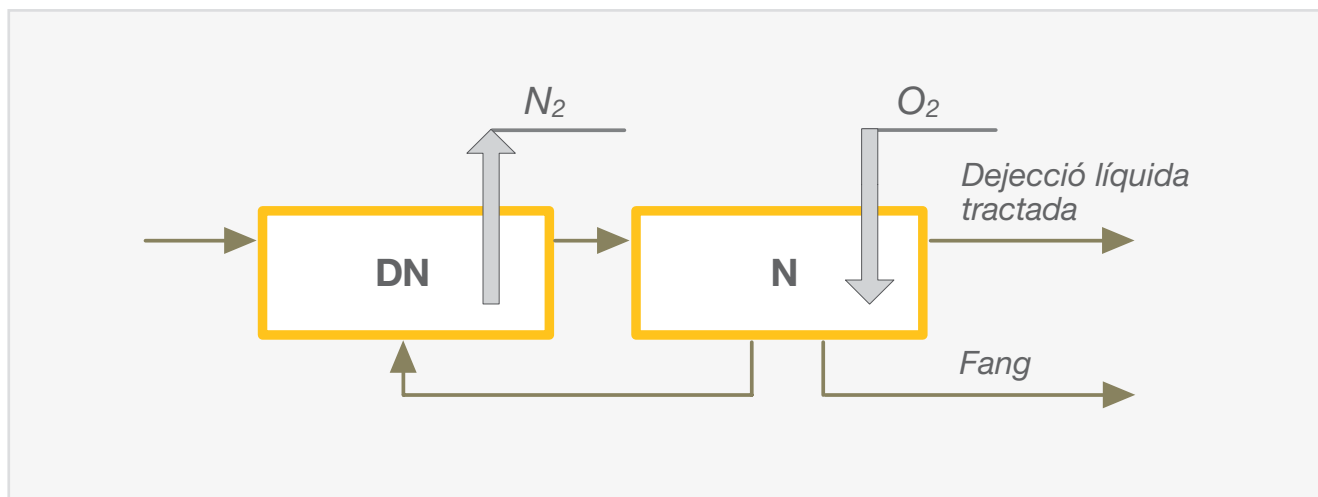 N₂
O₂
Dejecció líquida
tractada
DN
N
Fang